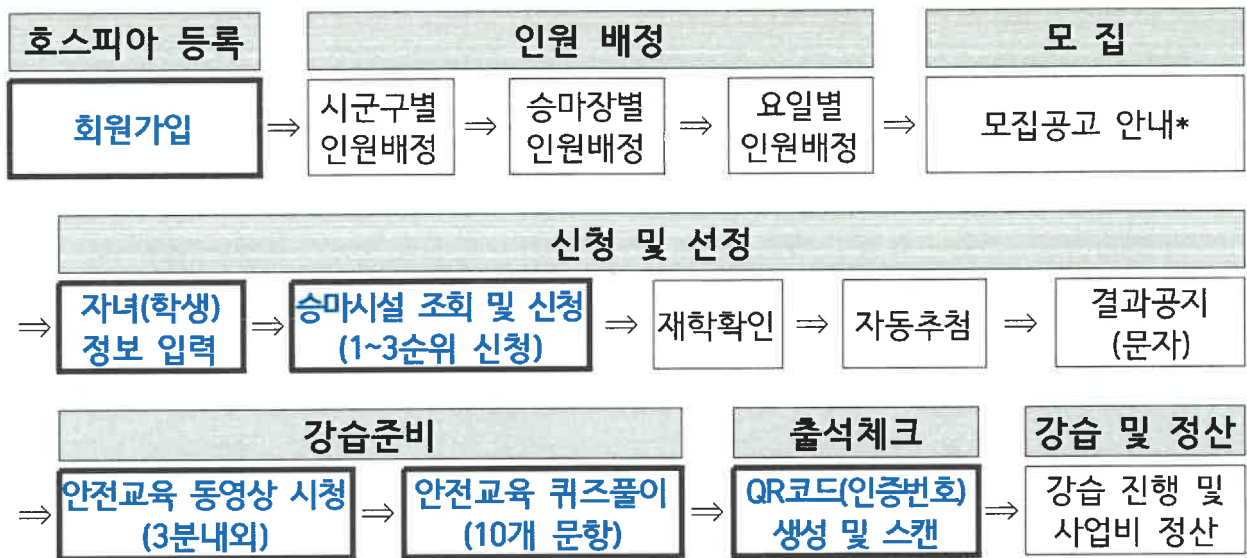 호스피아 등록 인원 배정 모 집
회원가입 ⇒ 시군구별 인원배정 ⇒ 승마장별 인원배정 ⇒ 요일별 인원배정 ⇒ 모집공고 안내*
신청 및 선정
⇒ 자녀(학생) 정보 입력 ⇒ 승마시설 조회 및 신청 (1~3순위 신청) ⇒ 재학확인 ⇒ 자동추첨 ⇒ 결과공지 (문자)
강습준비 출석체크 강습 및 정산
⇒ 안전교육 동영상 시청 (3분내외) ⇒ 안전교육 퀴즈풀이 (10개 문항) ⇒ QR코드(인증번호) 생성 및 스캔 ⇒ 강습 진행 및 사업비 정산